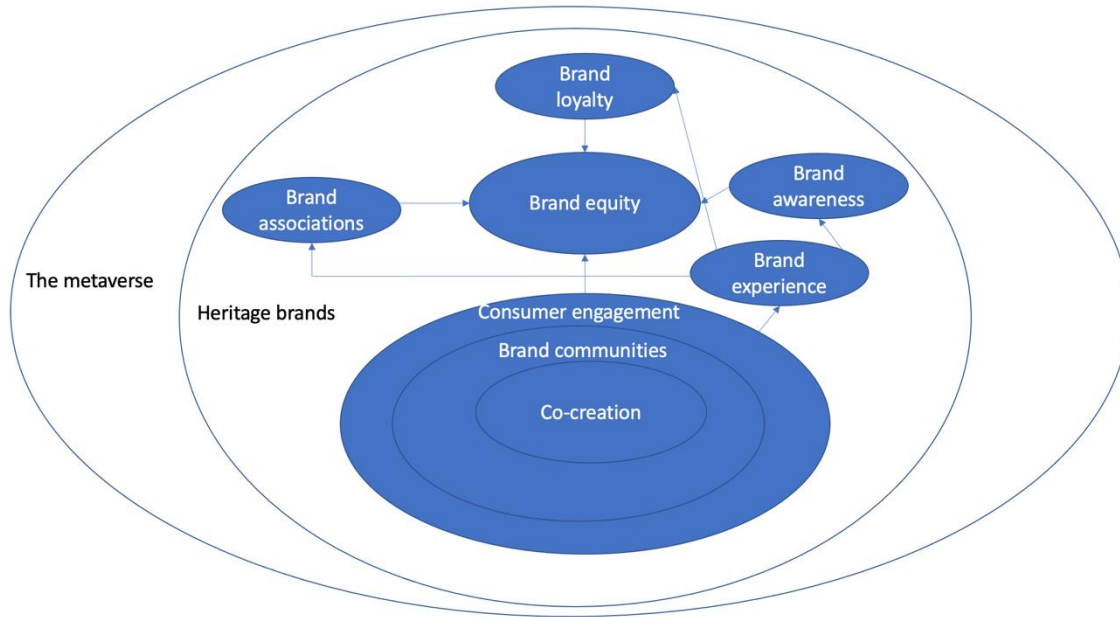 Brand
loyalty
Brand
awareness
Brand equity
Brand
associations
Brand
experience
The metaverse
Heritage brands
Consumer engagement
Brand communities
Co-creation